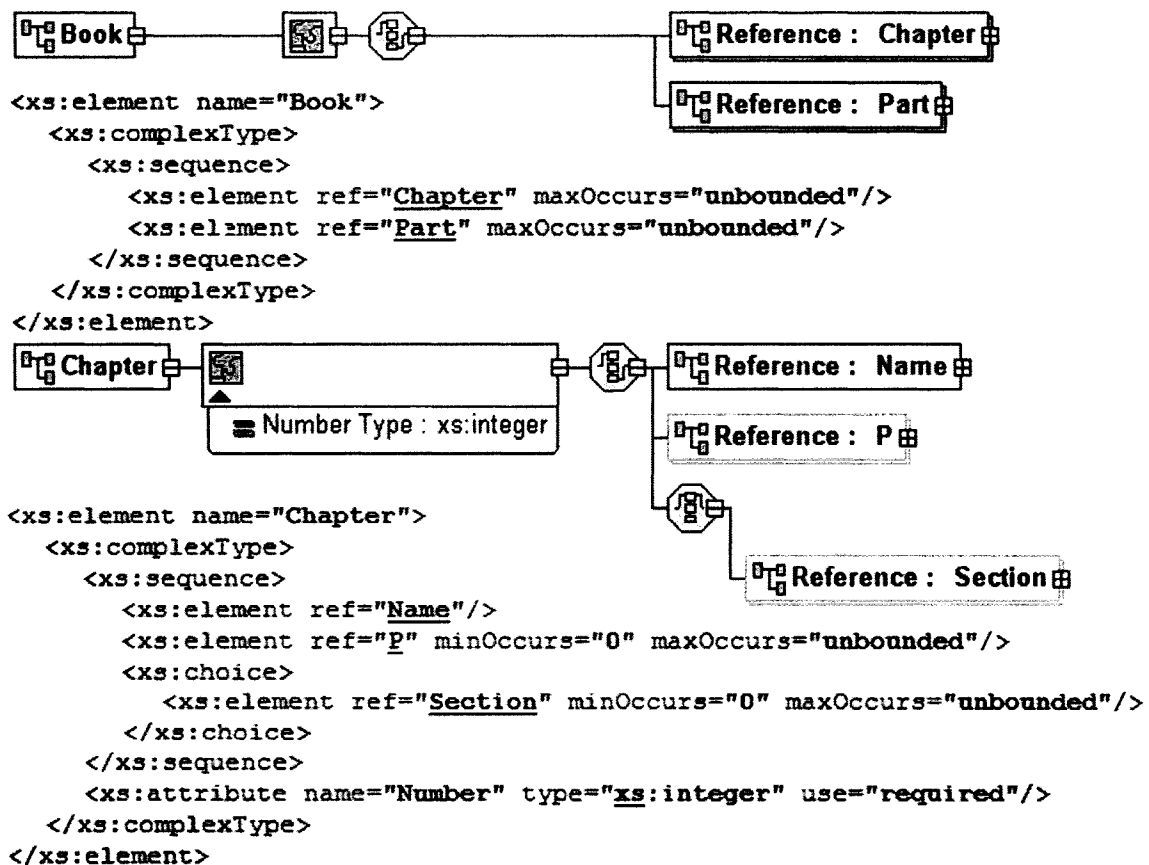 Book
Reference : Chapter
Reference : Part
<xs:element name="Book">
<xs:complexType>
<xs:sequence>
<xs:element ref="Chapter" maxOccurs="unbounded"/>
<xs:element ref="Part" maxOccurs="unbounded"/>
</xs:sequence>
</xs:complexType>
</xs:element>
Chapter
Reference : Name
Number Type : xs:integer
Reference : P
Reference : Section
<xs:element name="Chapter">
<xs:complexType>
<xs:sequence>
<xs:element ref="Name"/>
<xs:element ref="P" minOccurs="0" maxOccurs="unbounded"/>
<xs:choice>
<xs:element ref="Section" minOccurs="0" maxOccurs="unbounded"/>
</xs:choice>
</xs:sequence>
<xs:attribute name="Number" type="xs:integer" use="required"/>
</xs:complexType>
</xs:element>